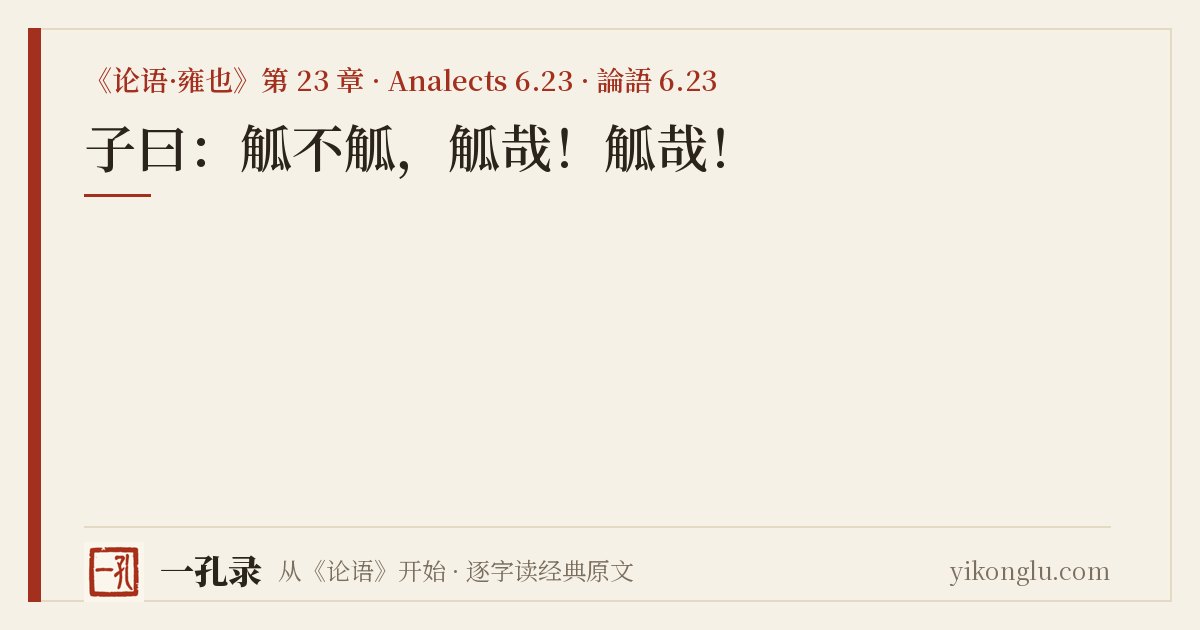 《论语·雍也》第 23 章 · Analects 6.23 · 論語 6.23
子曰：觚不觚，觚哉！觚哉！
一孔
一孔录 从《论语》开始 · 逐字读经典原文 yikonglu.com